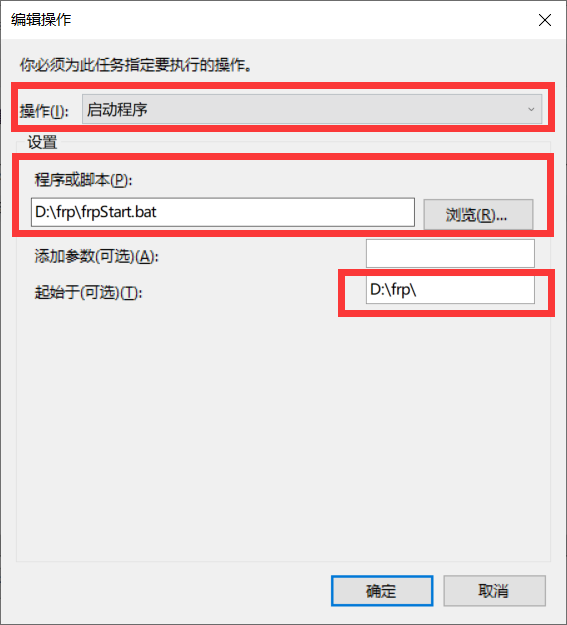 编辑操作
你必须为此任务指定要执行的操作。
操作(I):
启动程序
设置
程序或脚本(P):
D:\frp\frpStart.bat
浏览(R)...
添加参数(可选)(A):
起始于(可选)(T):
D:\frp\
确定
取消